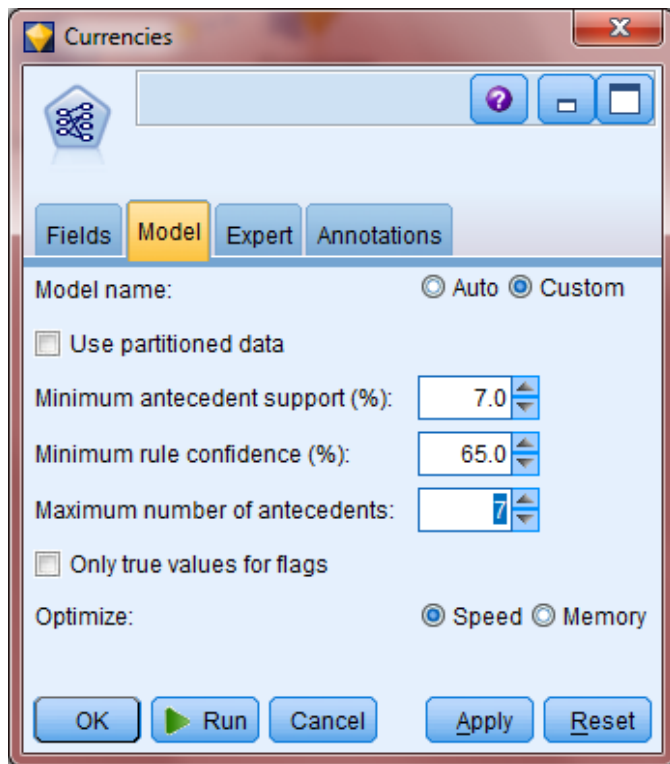 Currencies
Fields Model Expert Annotations
Model name: Auto Custom
Use partitioned data
Minimum antecedent support (%): 7.0
Minimum rule confidence (%): 65.0
Maximum number of antecedents: 7
Only true values for flags
Optimize: Speed Memory
OK Run Cancel Apply Reset